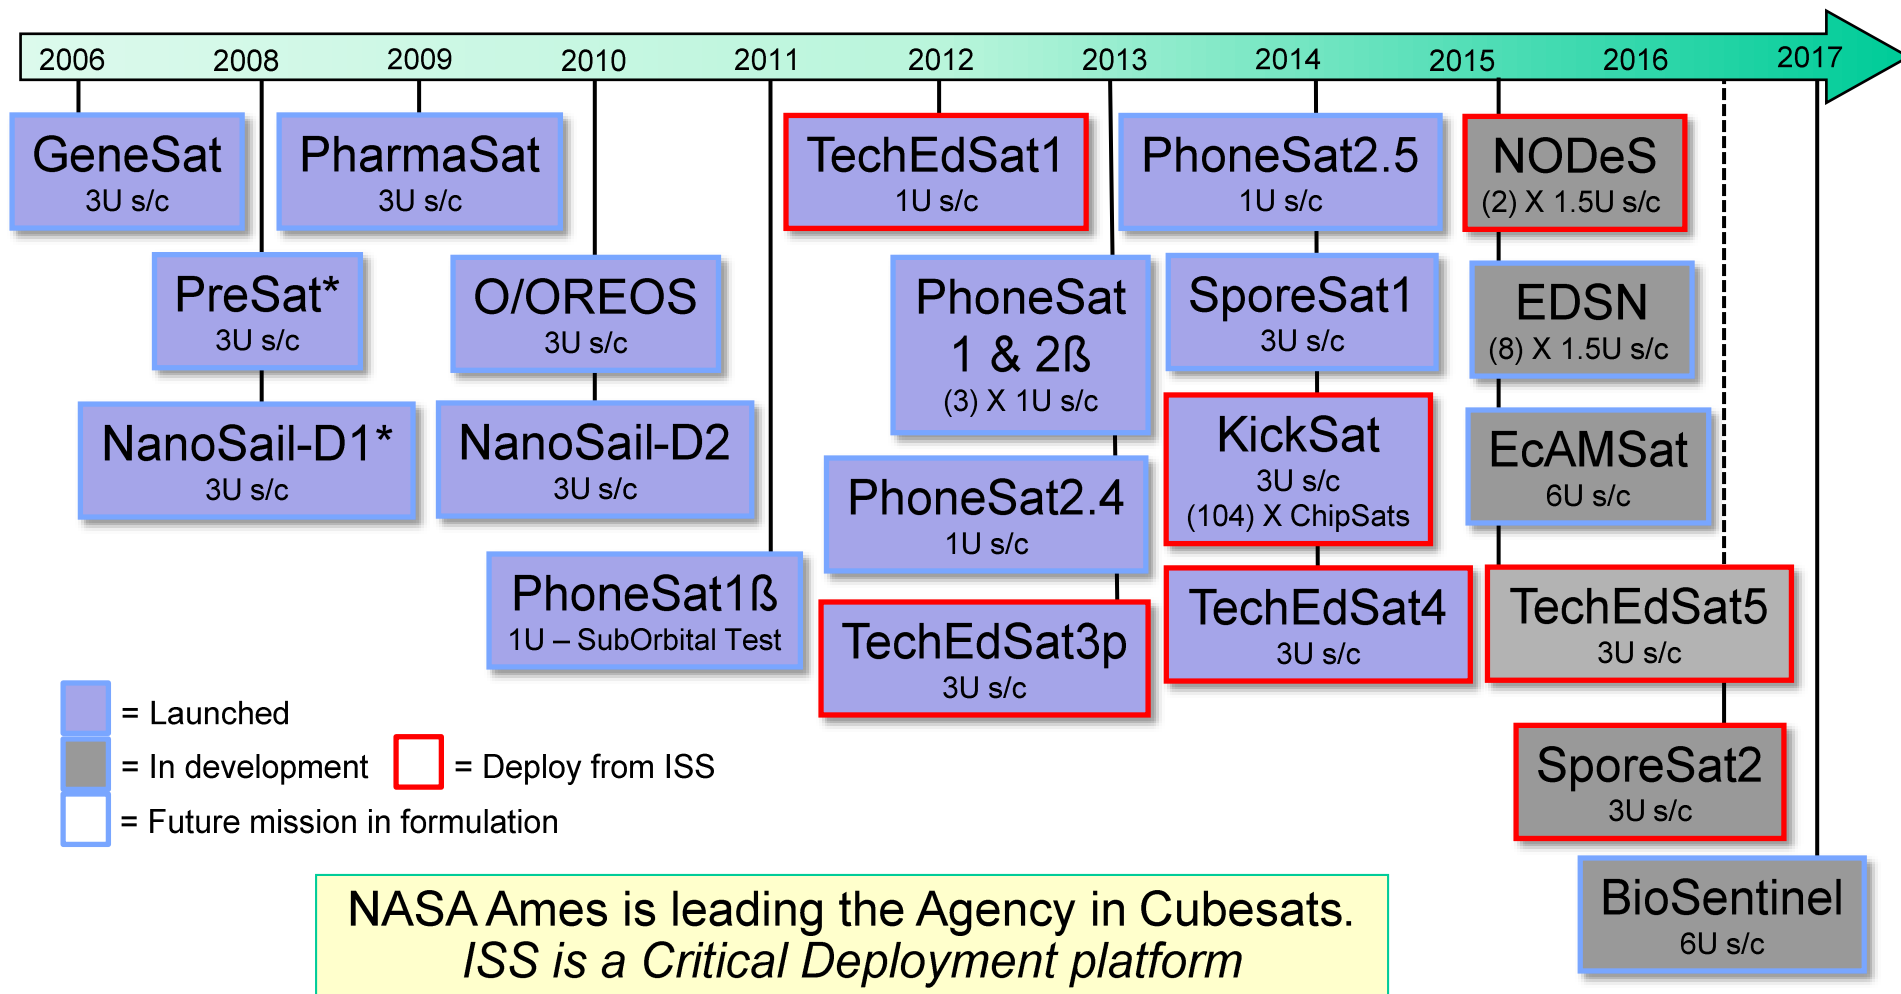 2006 2008 2009 2010 2011 2012 2013 2014 2015 2016 2017
GeneSat
3U s/c
PharmaSat
3U s/c
TechEdSat1
1U s/c
PhoneSat2.5
1U s/c
NODeS
(2) X 1.5U s/c
PreSat*
3U s/c
O/OREOS
3U s/c
PhoneSat
1 & 2ß
(3) X 1U s/c
SporeSat1
3U s/c
EDSN
(8) X 1.5U s/c
NanoSail-D1*
3U s/c
NanoSail-D2
3U s/c
PhoneSat2.4
1U s/c
KickSat
3U s/c
(104) X ChipSats
EcAMSat
6U s/c
PhoneSat1ß
1U – SubOrbital Test
TechEdSat3p
3U s/c
TechEdSat4
3U s/c
TechEdSat5
3U s/c
SporeSat2
3U s/c
BioSentinel
6U s/c
= Launched
= In development
= Deploy from ISS
= Future mission in formulation
NASA Ames is leading the Agency in Cubesats.
ISS is a Critical Deployment platform